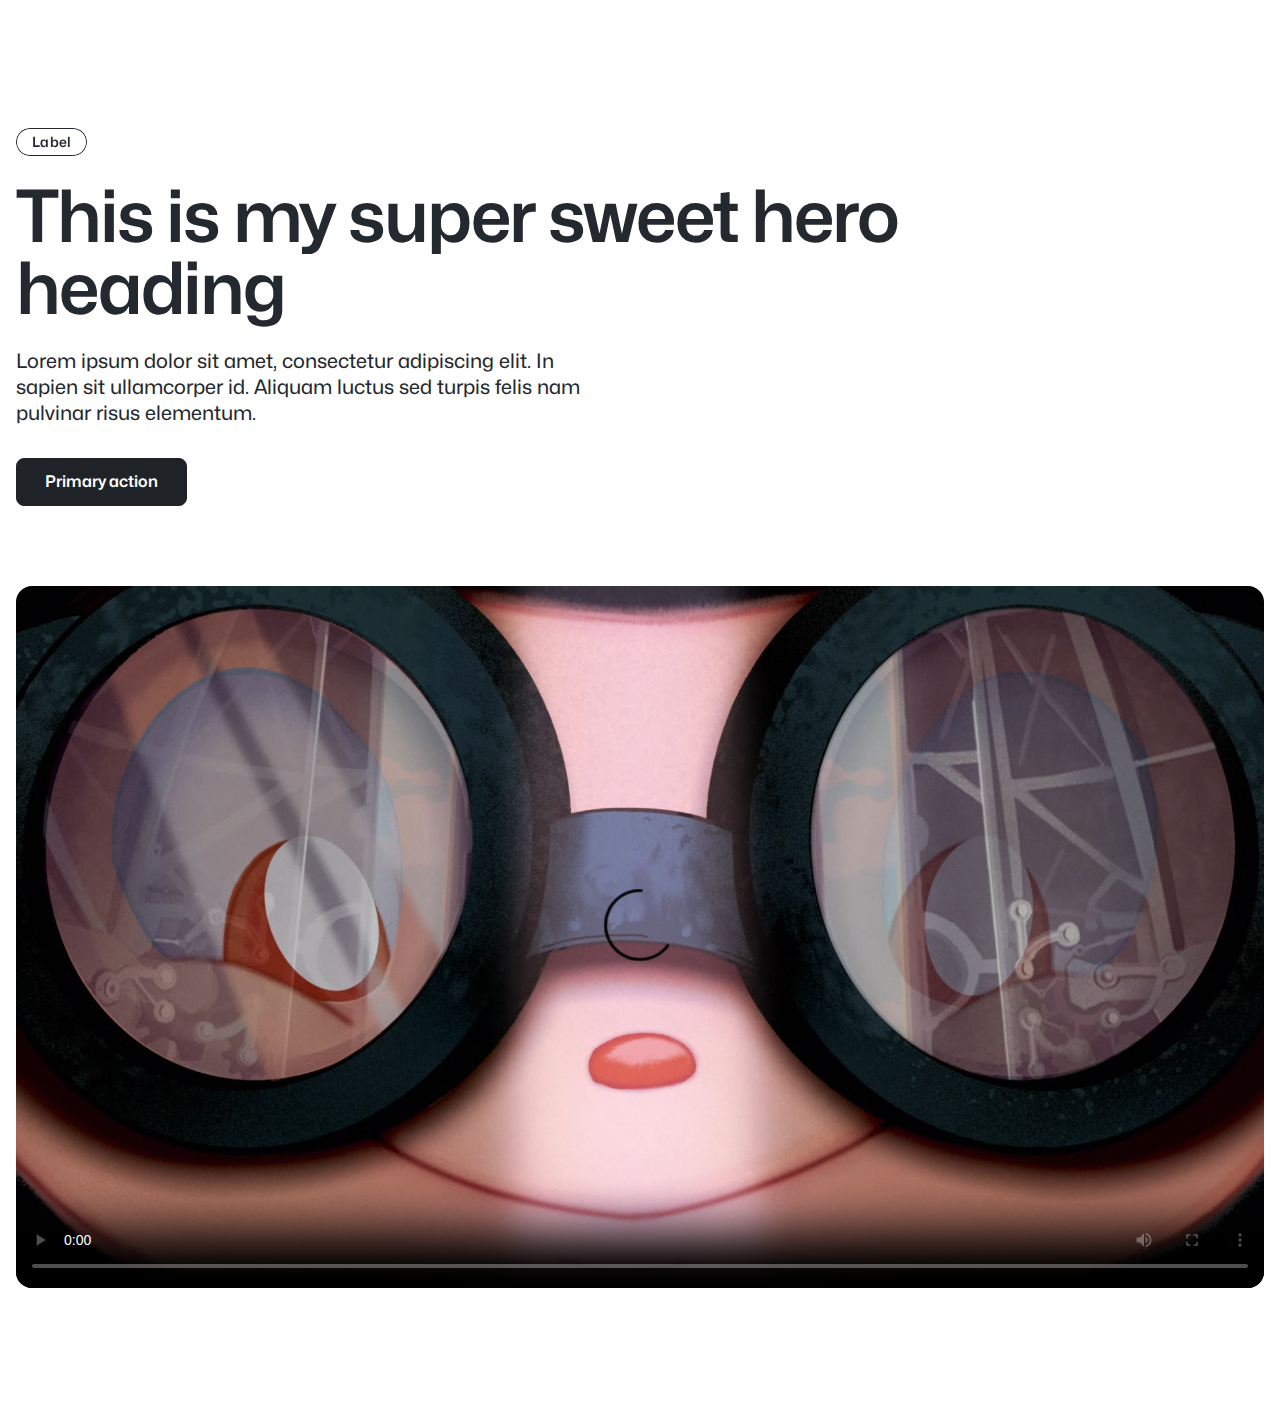 Label
This is my super sweet hero
heading
Lorem ipsum dolor sit amet, consectetur adipiscing elit. In
sapien sit ullamcorper id. Aliquam luctus sed turpis felis nam
pulvinar risus elementum.
Primary action
0:00